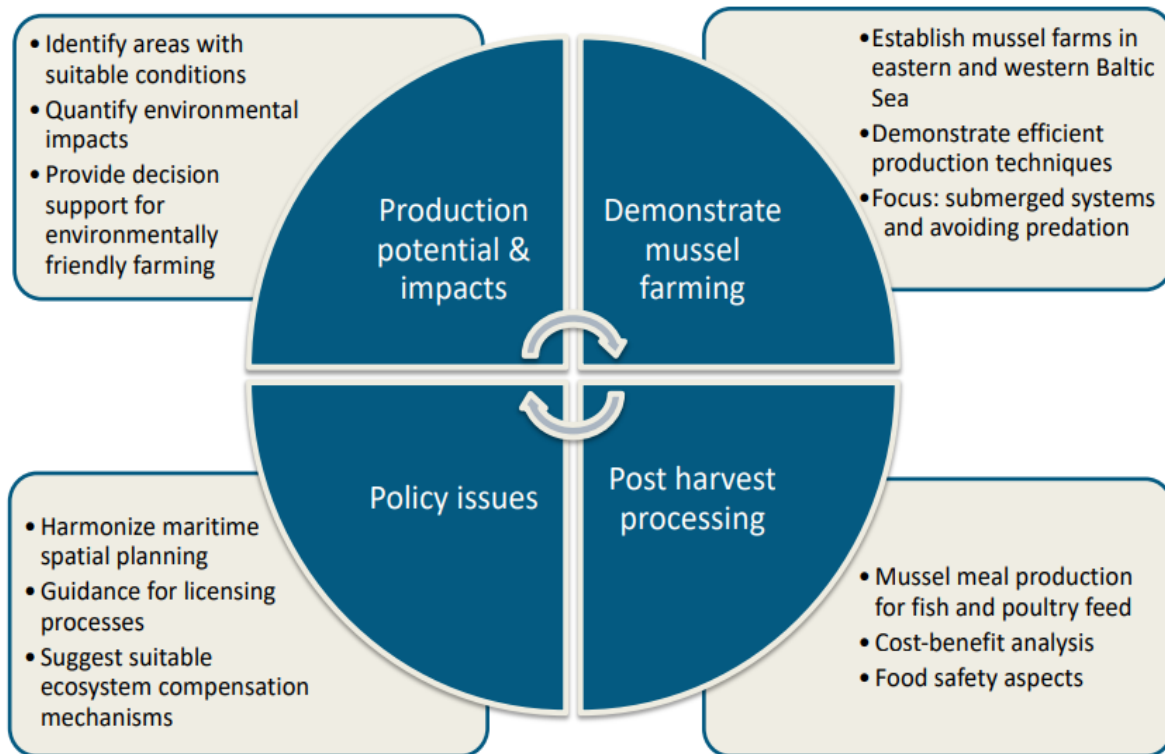 • Identify areas with
suitable conditions
• Quantify environmental
impacts
• Provide decision
support for
environmentally
friendly farming
Production
potential &
impacts
Demonstrate
mussel
farming
• Establish mussel farms in
eastern and western Baltic
Sea
• Demonstrate efficient
production techniques
• Focus: submerged systems
and avoiding predation
• Harmonize maritime
spatial planning
• Guidance for licensing
processes
• Suggest suitable
ecosystem compensation
mechanisms
Policy issues
Post harvest
processing
• Mussel meal production
for fish and poultry feed
• Cost-benefit analysis
• Food safety aspects